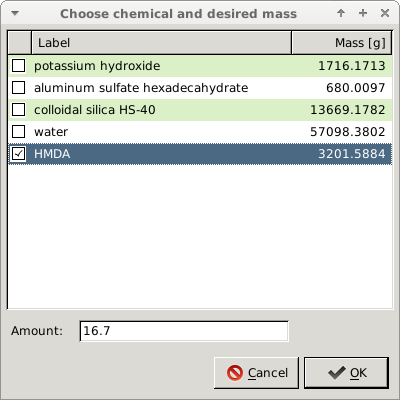 Choose chemical and desired mass
Label Mass [g]
potassium hydroxide 1716.1713
aluminum sulfate hexadecahydrate 680.0097
colloidal silica HS-40 13669.1782
water 57098.3802
HMDA 3201.5884
Amount: 16.7
Cancel OK